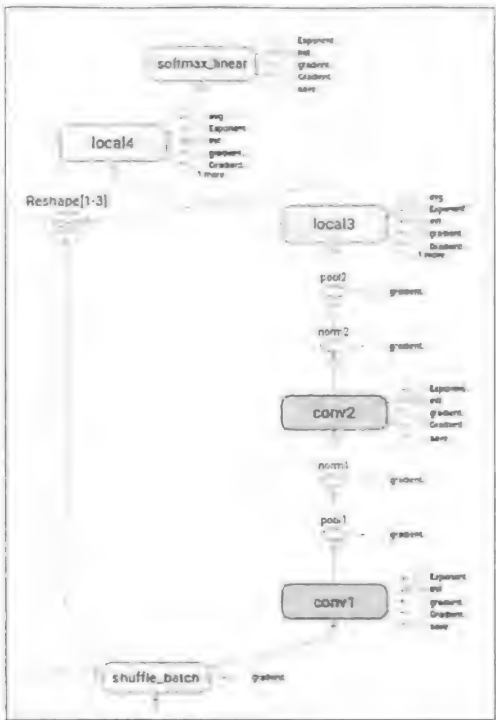 softmax_linear
Exponent.
init
gradient.
Gradient.
save
local4
avg
Exponent.
init
gradient.
Gradient.
1 more
Reshape[1-3]
local3
avg
Exponent.
init
gradient.
Gradient.
1 more
pool2
gradient.
norm2
gradient.
conv2
Exponent.
init
gradient.
Gradient.
save
norm1
gradient.
pool1
gradient.
conv1
Exponent.
init
gradient.
Gradient.
save
shuffle_batch
gradient.